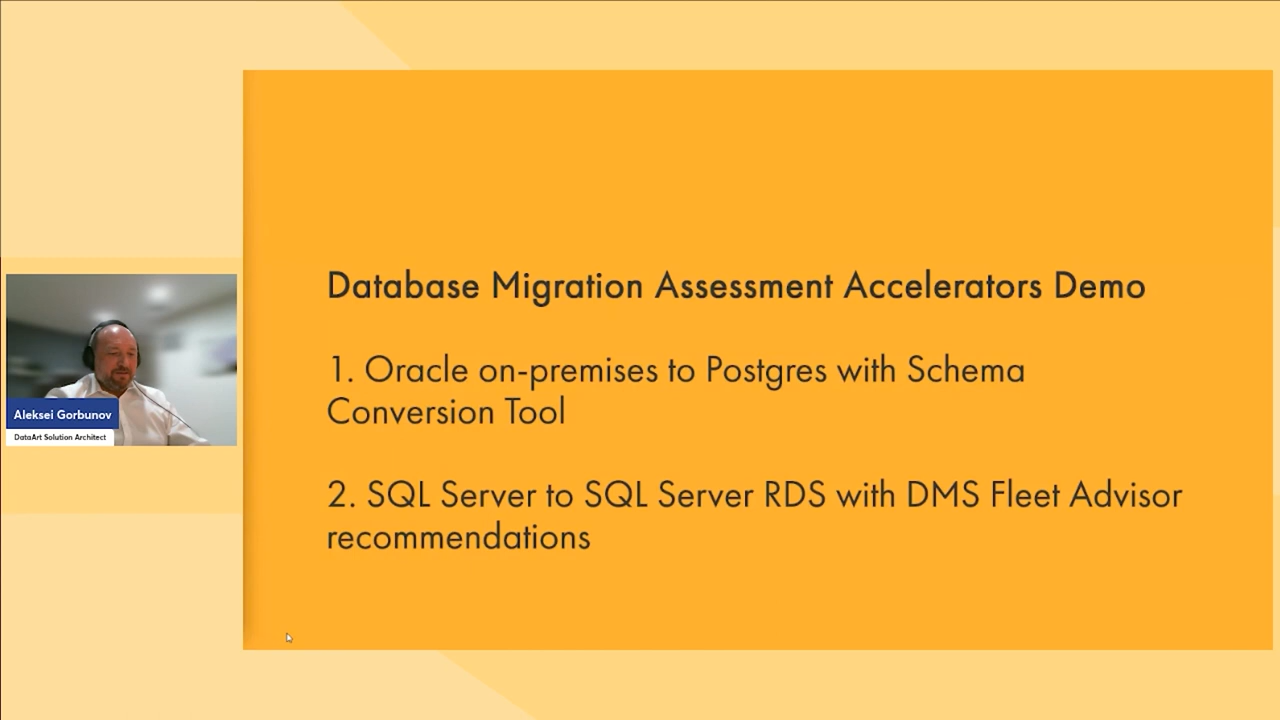 Database Migration Assessment Accelerators Demo
1. Oracle on-premises to Postgres with Schema
Conversion Tool
2. SQL Server to SQL Server RDS with DMS Fleet Advisor
recommendations
Aleksei Gorbunov
DataArt Solution Architect